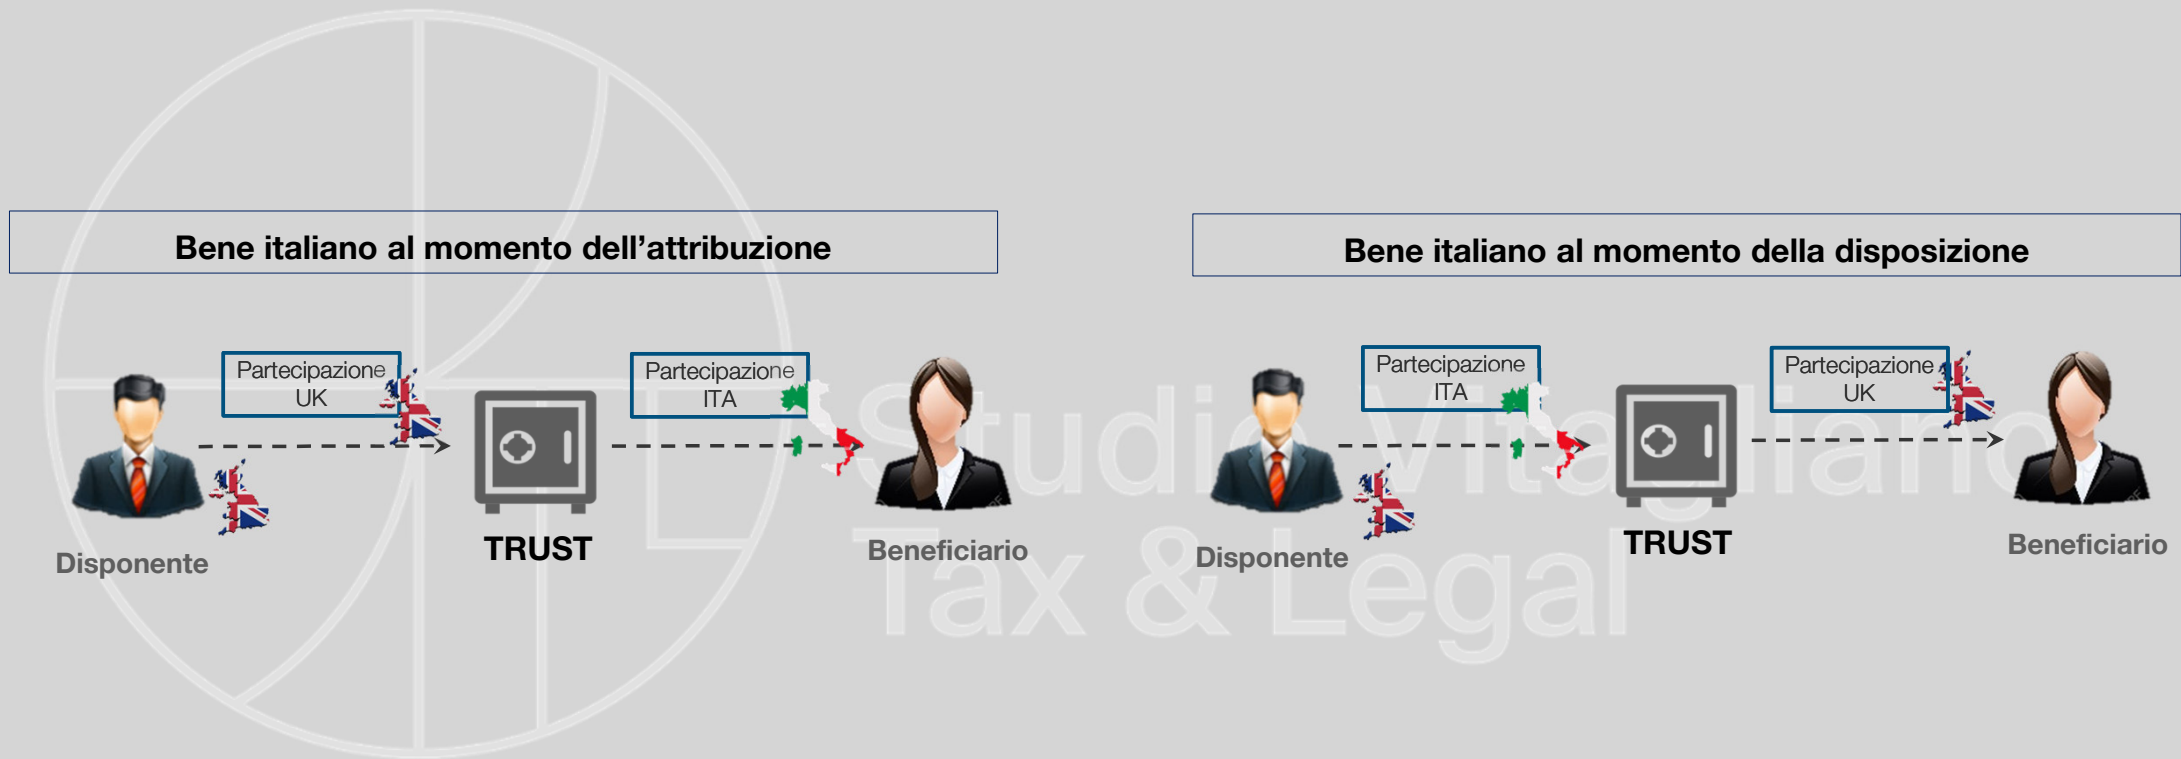 Bene italiano al momento dell’attribuzione
Partecipazione
UK
Partecipazione
ITA
Disponente
TRUST
Beneficiario
Bene italiano al momento della disposizione
Partecipazione
ITA
Partecipazione
UK
Disponente
TRUST
Beneficiario
Studio Vitagliano
Tax & Legal